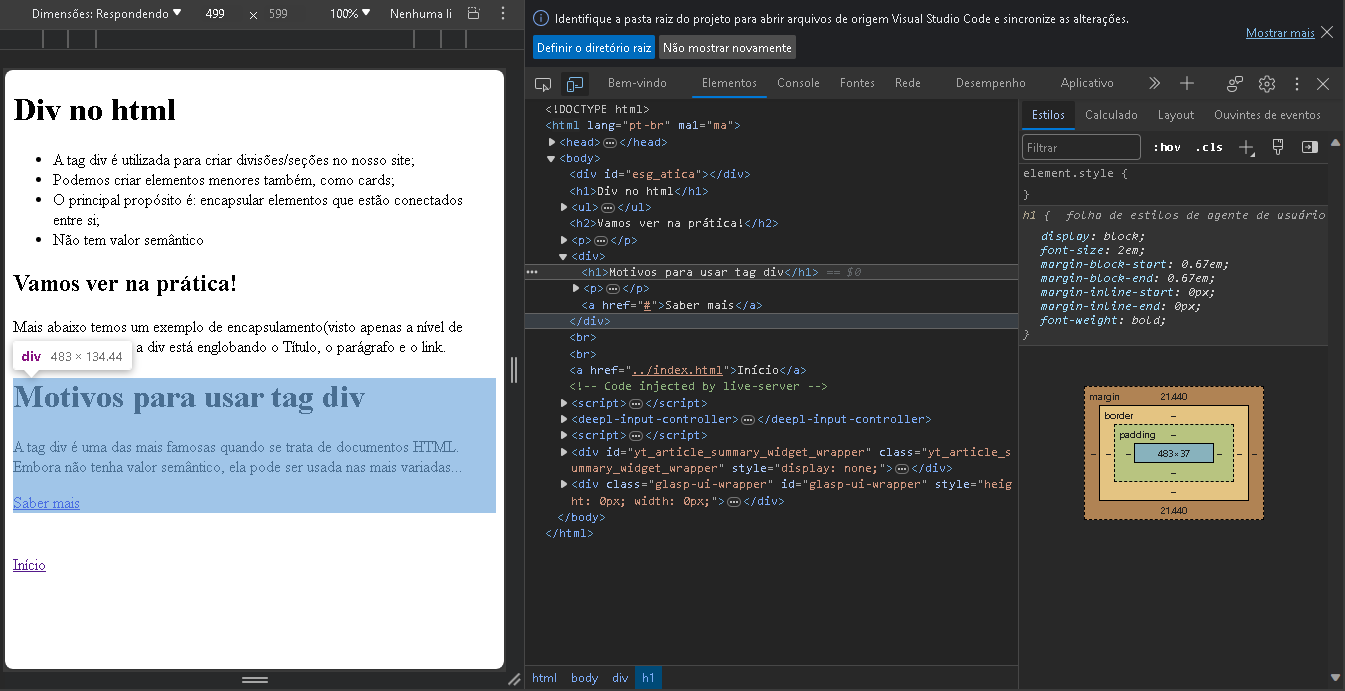 Dimensões: Respondendo 499 × 599 100% Nenhuma li
Div no html
A tag div é utilizada para criar divisões/seções no nosso site;
Podemos criar elementos menores também, como cards;
O principal propósito é: encapsular elementos que estão conectados
entre si;
Não tem valor semântico
Vamos ver na prática!
Mais abaixo temos um exemplo de encapsulamento(visto apenas a nível de
a div está englobando o Título, o parágrafo e o link.
div 483 × 134.44
Motivos para usar tag div
A tag div é uma das mais famosas quando se trata de documentos HTML.
Embora não tenha valor semântico, ela pode ser usada nas mais variadas...
Saber mais
Início
Identifique a pasta raiz do projeto para abrir arquivos de origem Visual Studio Code e sincronize as alterações.
Mostrar mais
Definir o diretório raiz Não mostrar novamente
Bem-vindo Elementos Console Fontes Rede Desempenho Aplicativo
<!DOCTYPE html>
<html lang="pt-br" ma1="ma">
<head>…</head>
<body>
<div id="esg_atica"></div>
<h1>Div no html</h1>
<ul>…</ul>
<h2>Vamos ver na prática!</h2>
<p>…</p>
<div>
<h1>Motivos para usar tag div</h1> == $0
<p>…</p>
<a href="#">Saber mais</a>
</div>
<br>
<br>
<a href="../index.html">Início</a>
<!-- Code injected by live-server -->
<script>…</script>
<deepl-input-controller>…</deepl-input-controller>
<script>…</script>
<div id="yt_article_summary_widget_wrapper" class="yt_article_s
ummary_widget_wrapper" style="display: none;">…</div>
<div class="glasp-ui-wrapper" id="glasp-ui-wrapper" style="heig
ht: 0px; width: 0px;">…</div>
</body>
</html>
html body div h1
Estilos Calculado Layout Ouvintes de eventos
Filtrar :hov .cls
element.style {
}
h1 { folha de estilos de agente de usuário
display: block;
font-size: 2em;
margin-block-start: 0.67em;
margin-block-end: 0.67em;
margin-inline-start: 0px;
margin-inline-end: 0px;
font-weight: bold;
}
margin 21.440
border –
padding –
– – – 483×37 – – –
–
–
21.440